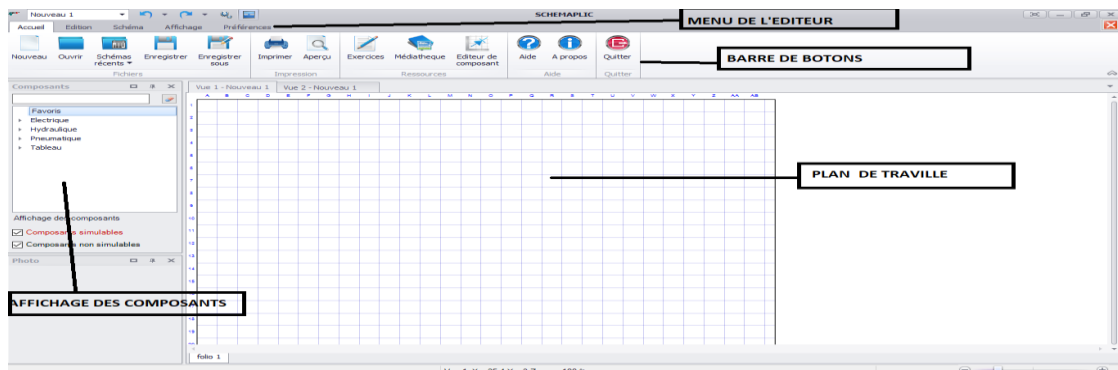 Nouveau 1
SCHEMAPLIC
MENU DE L'EDITEUR
Accueil Edition Schéma Affichage Préférences
Nouveau Ouvrir Schémas récents Enregistrer Enregistrer sous Imprimer Aperçu Exercices Médiathèque Editeur de composant Aide A propos Quitter
BARRE DE BOTONS
Fichiers Impression Ressources Aide Quitter
Composants
Vue 1 - Nouveau 1 Vue 2 - Nouveau 1
A B C D E F G H I J K L M N O P Q R S T U V W X Y Z AA AB
Favoris
Electrique
Hydraulique
Pneumatique
Tableau
PLAN DE TRAVILLE
Affichage des composants
Composants simulables
Composants non simulables
Photo
AFFICHAGE DES COMPOSANTS
folio 1